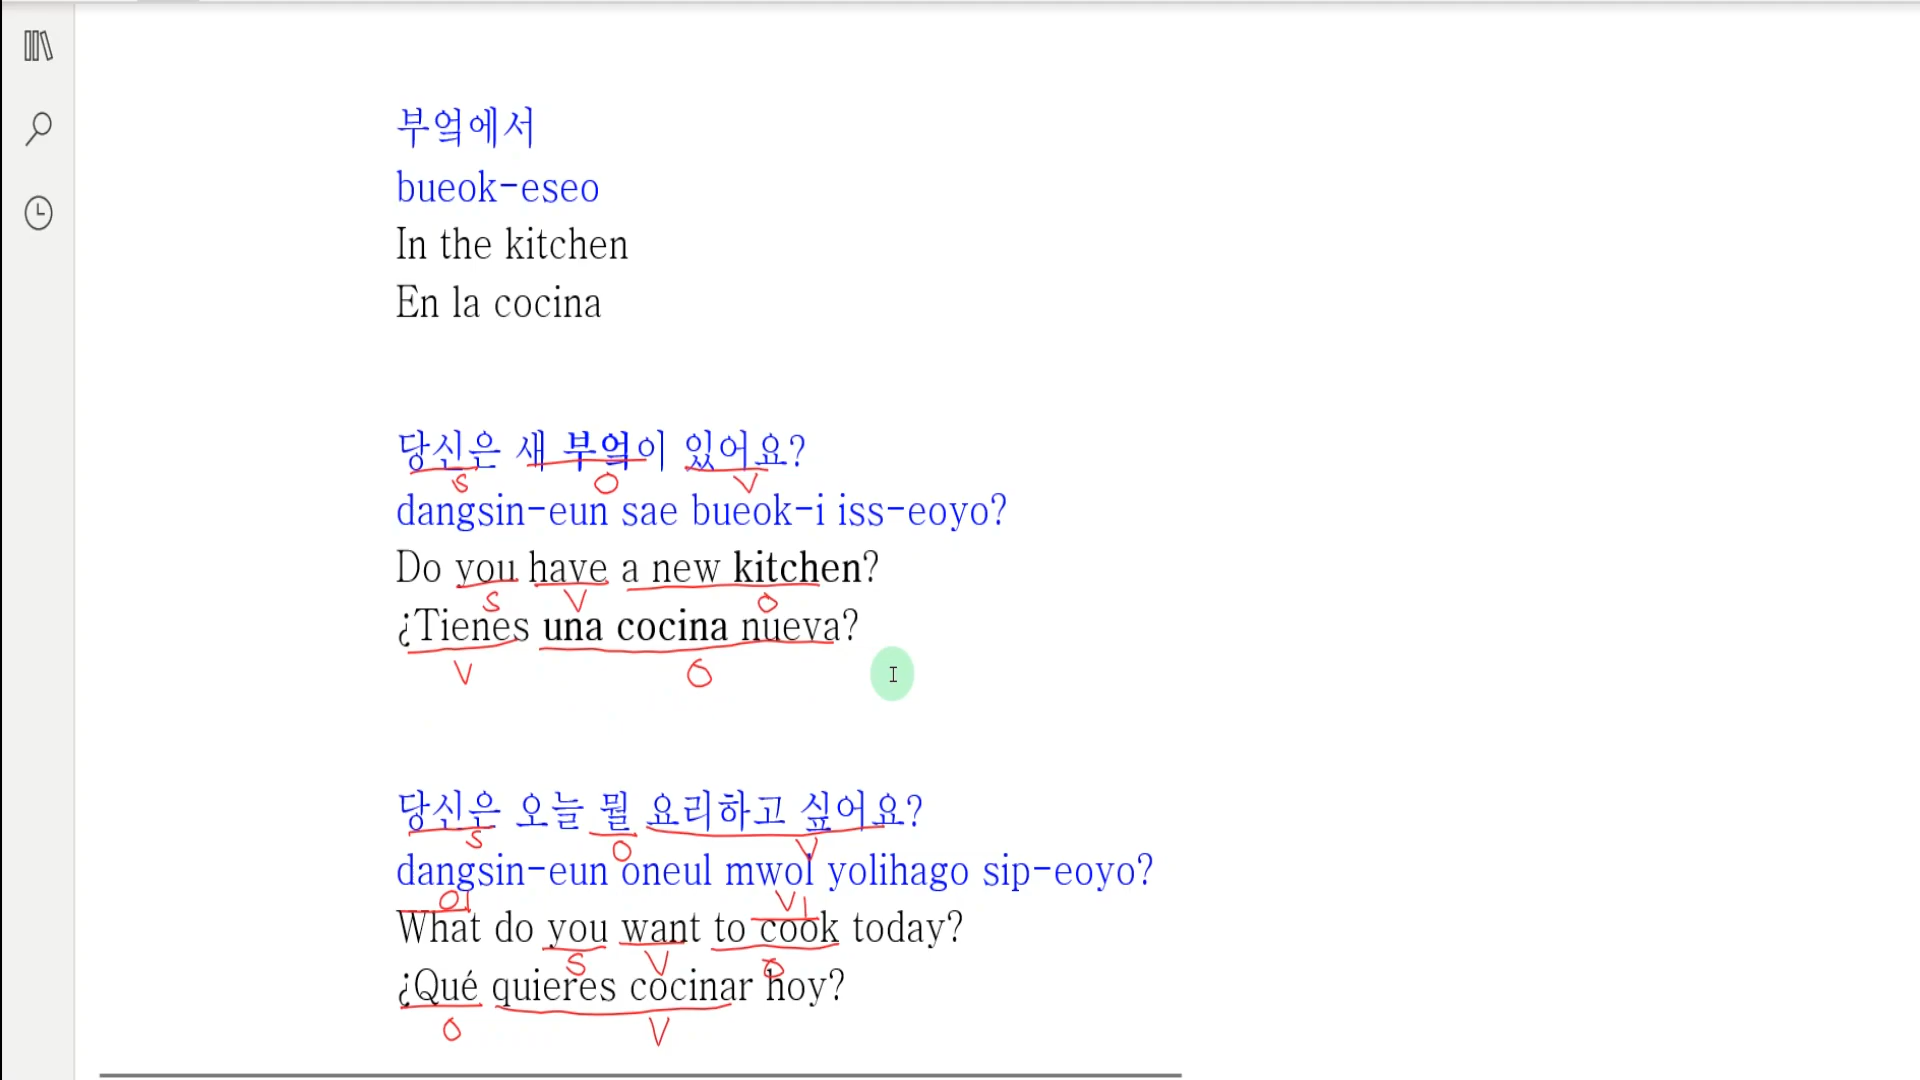 부엌에서
bueok-eseo
In the kitchen
En la cocina
당신은 새 부엌이 있어요?
S O V
dangsin-eun sae bueok-i iss-eoyo?
Do you have a new kitchen?
S V O
¿Tienes una cocina nueva?
V O
당신은 오늘 뭘 요리하고 싶어요?
S O V
dangsin-eun oneul mwol yolihago sip-eoyo?
O1 V1
What do you want to cook today?
S V O
¿Qué quieres cocinar hoy?
O V